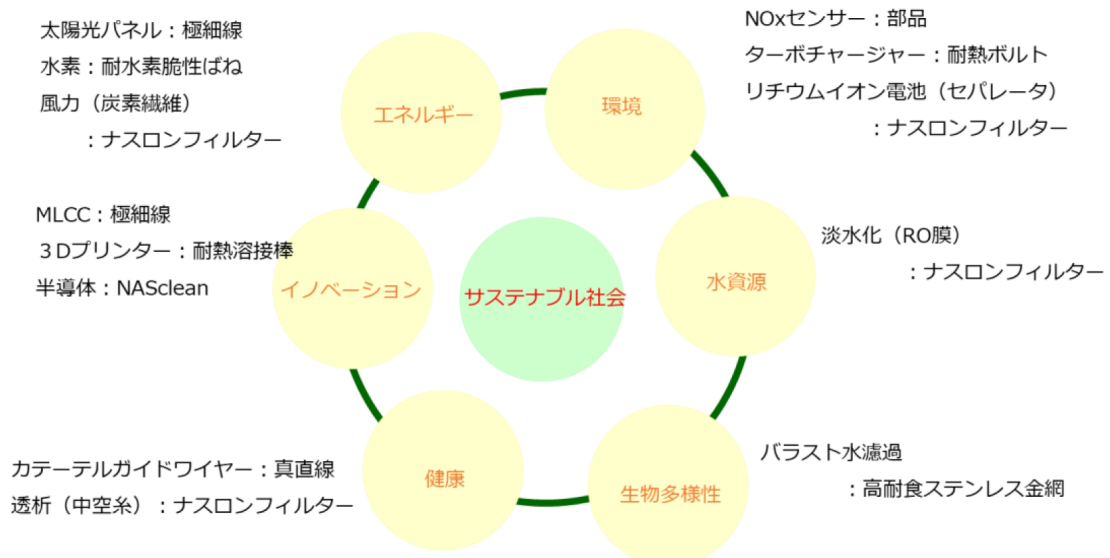 太陽光パネル：極細線
水素：耐水素脆性ばね
風力（炭素繊維）
：ナスロンフィルター
エネルギー
環境
NOxセンサー：部品
ターボチャージャー：耐熱ボルト
リチウムイオン電池（セパレータ）
：ナスロンフィルター
MLCC：極細線
３Dプリンター：耐熱溶接棒
半導体：NASclean
イノベーション
サステナブル社会
水資源
淡水化（RO膜）
：ナスロンフィルター
カテーテルガイドワイヤー：真直線
透析（中空糸）：ナスロンフィルター
健康
生物多様性
バラスト水濾過
：高耐食ステンレス金網